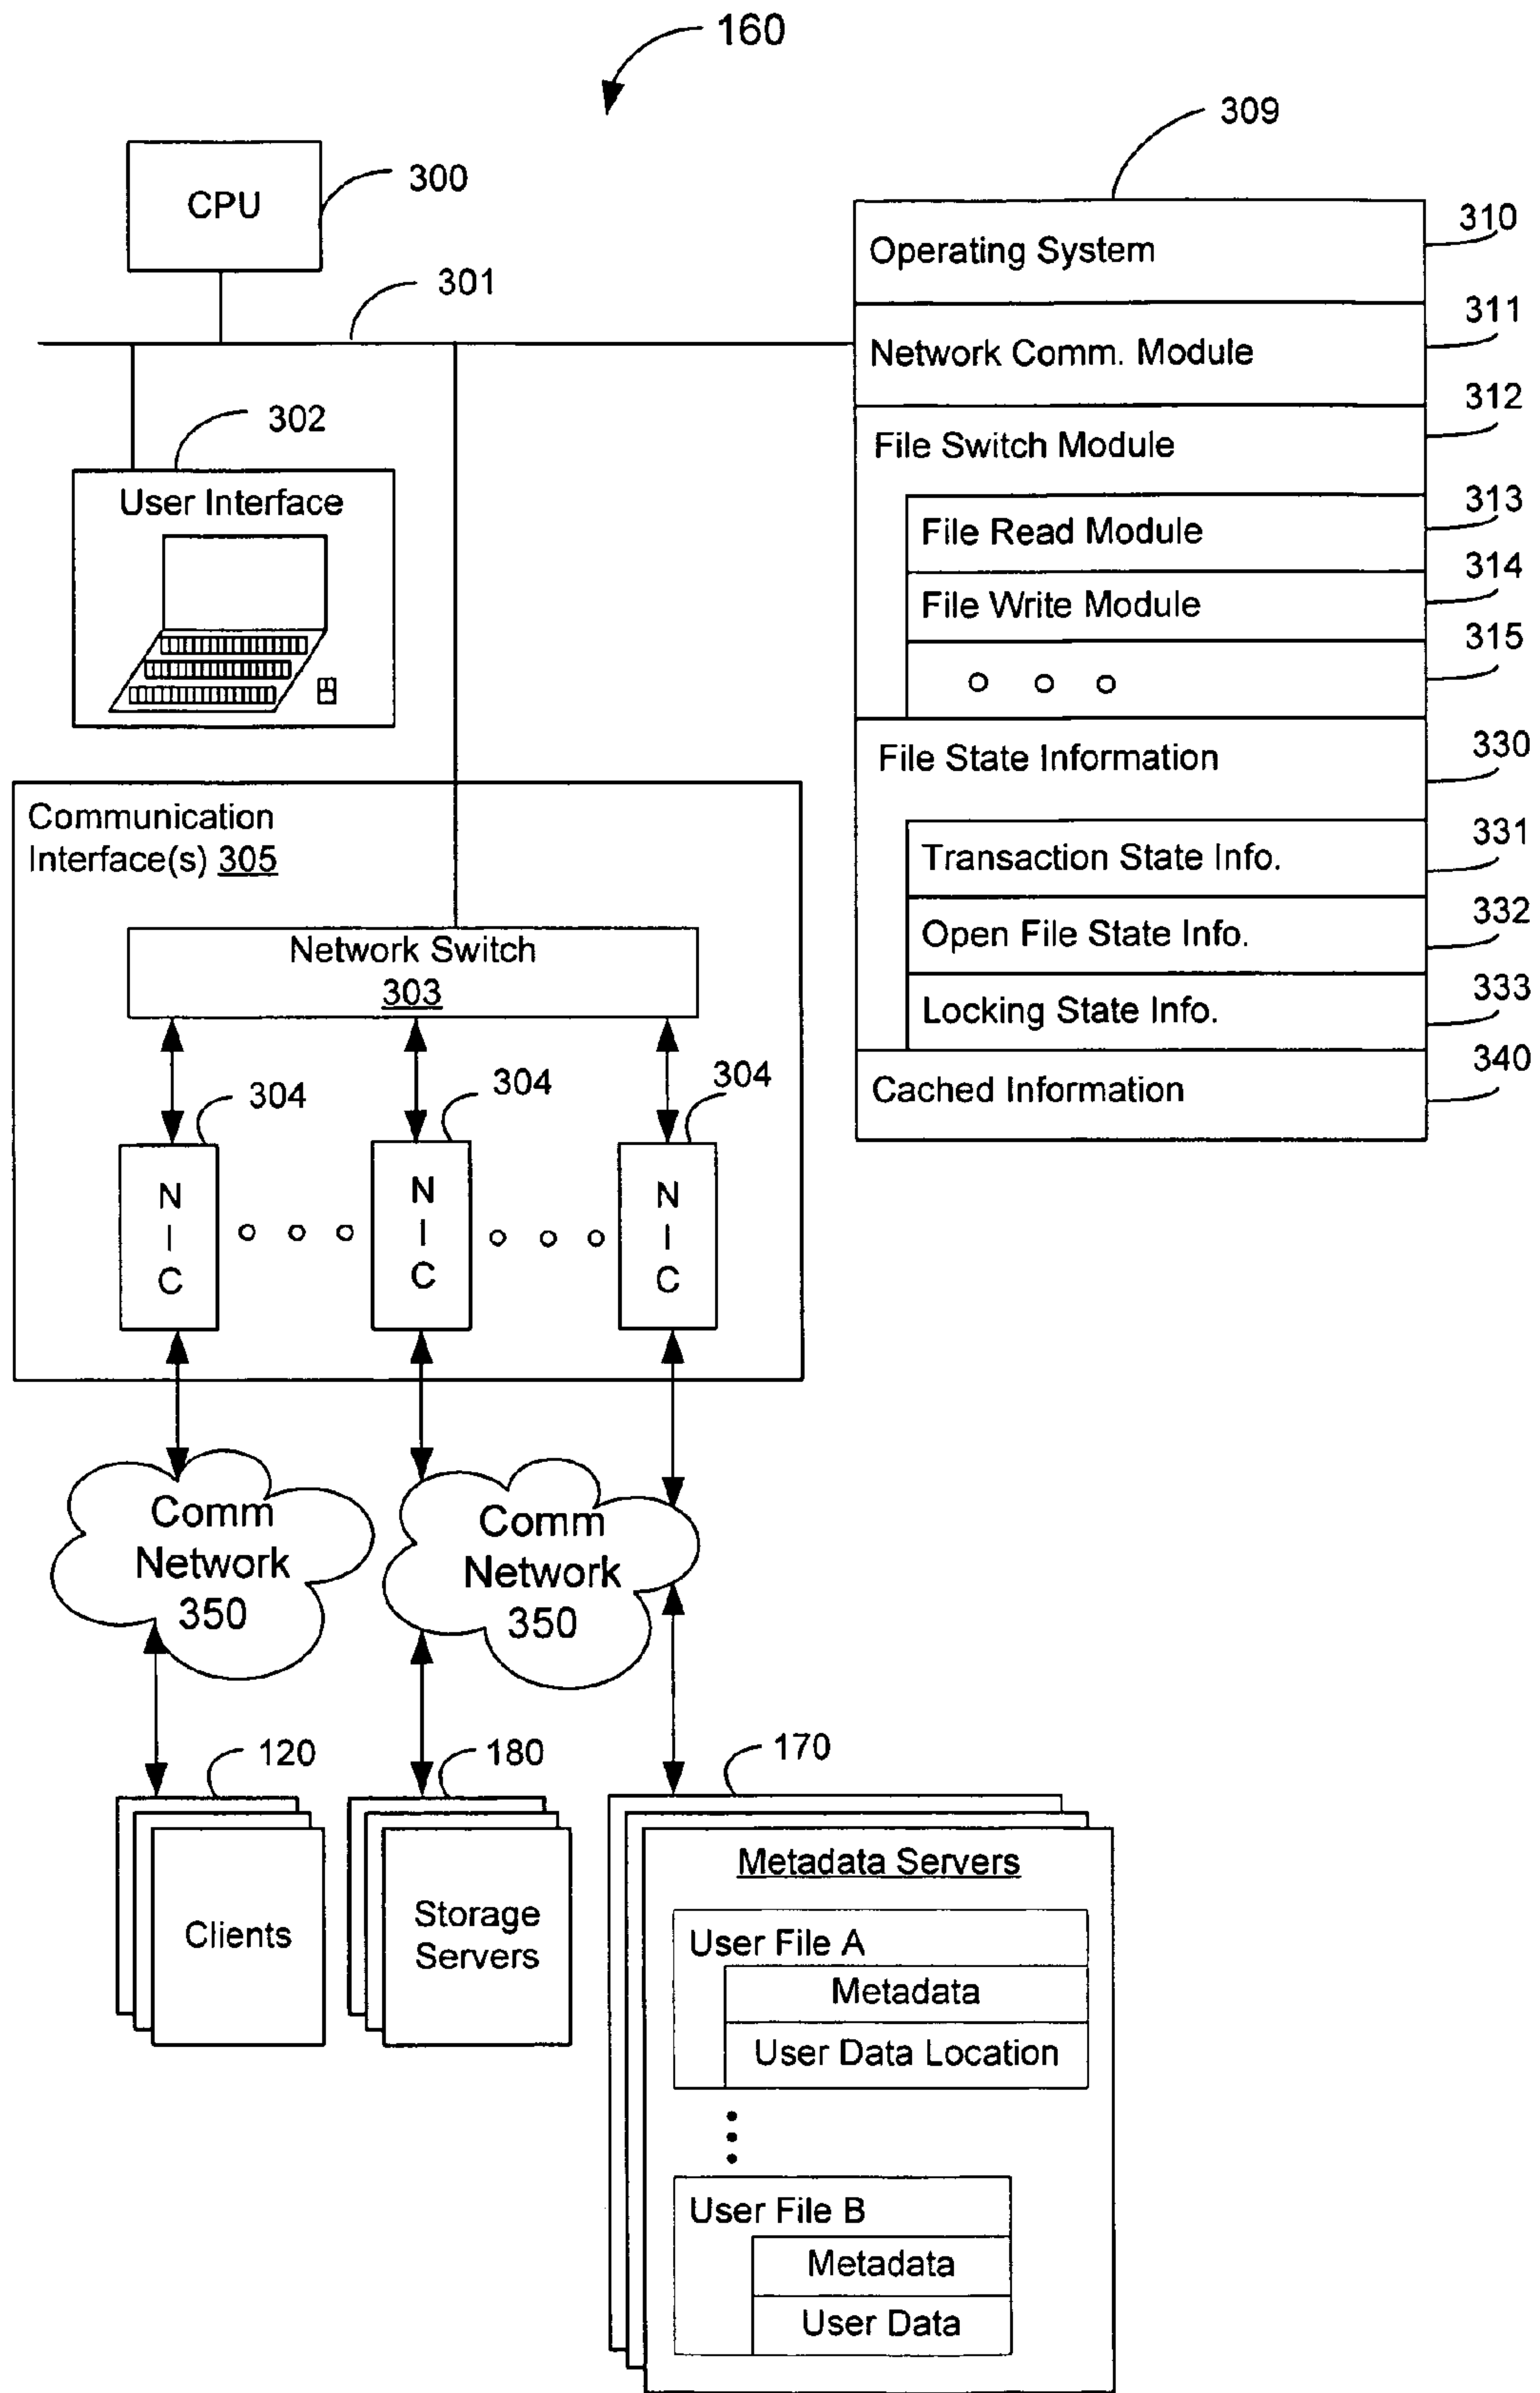 160
CPU
300
301
302
User Interface
309
Operating System
310
Network Comm. Module
311
File Switch Module
312
File Read Module
313
File Write Module
314
315
File State Information
330
Transaction State Info.
331
Open File State Info.
332
Locking State Info.
333
Cached Information
340
Communication
Interface(s) 305
Network Switch
303
304
304
304
N
I
C
N
I
C
N
I
C
Comm
Network
350
Comm
Network
350
120
Clients
180
Storage
Servers
170
Metadata Servers
User File A
Metadata
User Data Location
User File B
Metadata
User Data